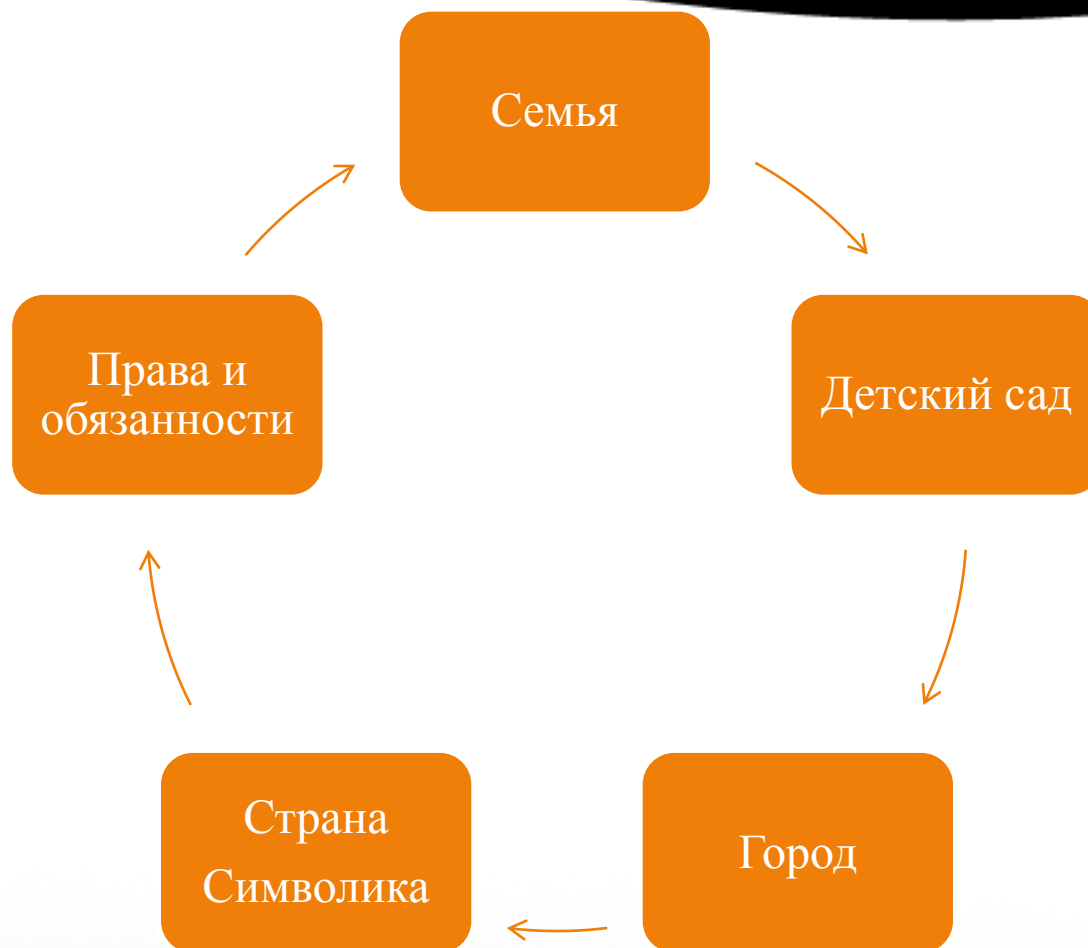 Семья
Детский сад
Город
Страна
Символика
Права и
обязанности